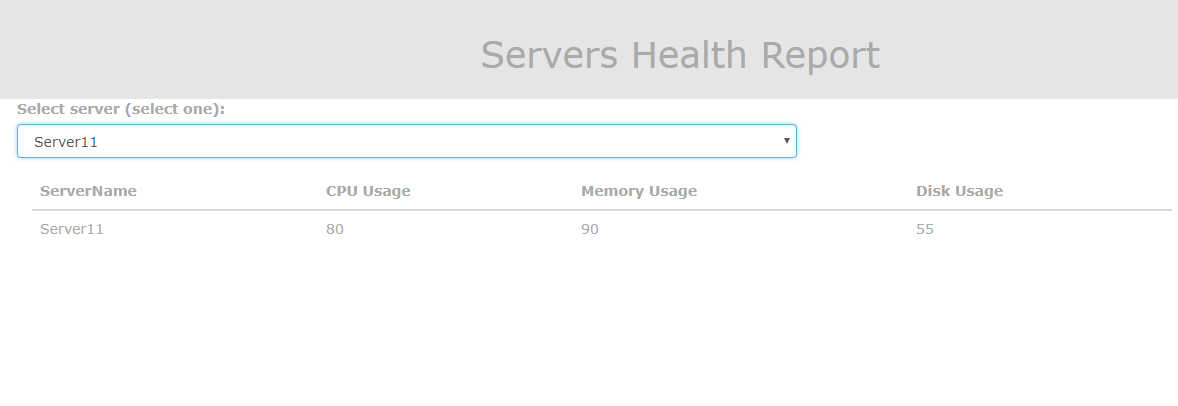 Servers Health Report
Select server (select one):
Server11
ServerName CPU Usage Memory Usage Disk Usage
Server11 80 90 55